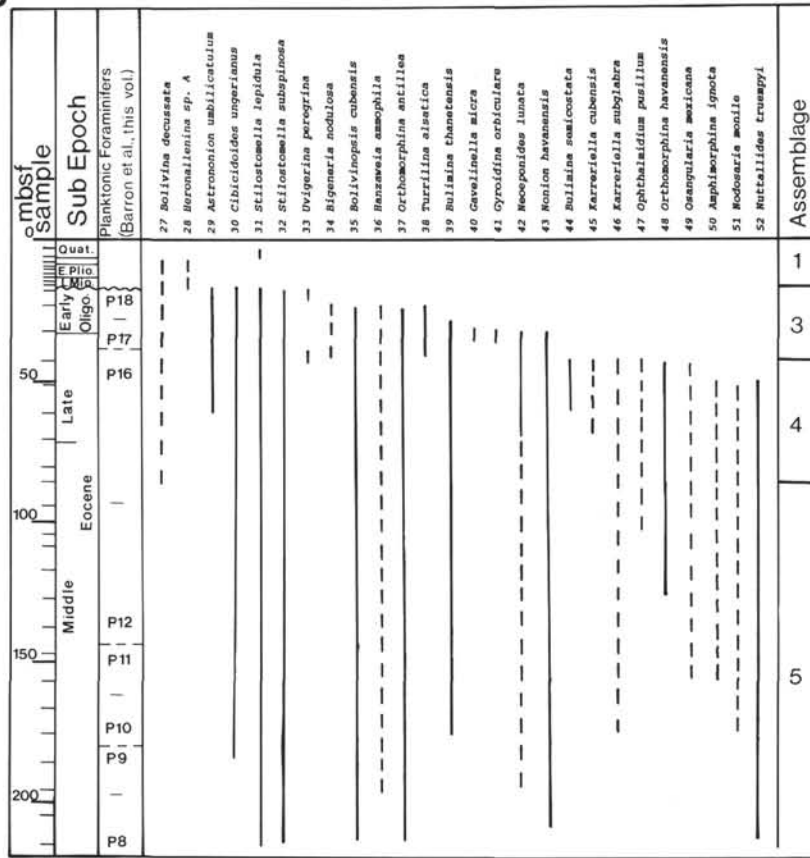 mbsf
sample
Sub Epoch
Planktonic Foraminifers
(Barron et al., this vol.)
27 Bolivina decussata
28 Heronallenina sp. A
29 Astrononion umbilicatulum
30 Cibicidoides ungerianus
31 Stilostomella lepidula
32 Stilostomella subspinosa
33 Uvigerina peregrina
34 Bigeneria nodulosa
35 Bolivinopsis cubensis
36 Hanzawaia ammophila
37 Orthomorphina antillea
38 Turrilina alsatica
39 Bulimina thanetensis
40 Gavelinella micra
41 Gyroidina orbiculare
42 Neoeponides lunata
43 Nonion havanensis
44 Bulimina semicostata
45 Karreriella cubensis
46 Karreriella subglabra
47 Ophthalmidium pusillum
48 Orthomorphina havanensis
49 Osangularia mexicana
50 Amphimorphina ignota
51 Nodosaria monile
52 Nuttallides truempyi
Assemblage
0
50
100
150
200
Quat.
E.Plio.
l.Mio.
Early
Oligo.
Late
Middle
Eocene
P18
P17
P16
P12
P11
P10
P9
P8
1
3
4
5